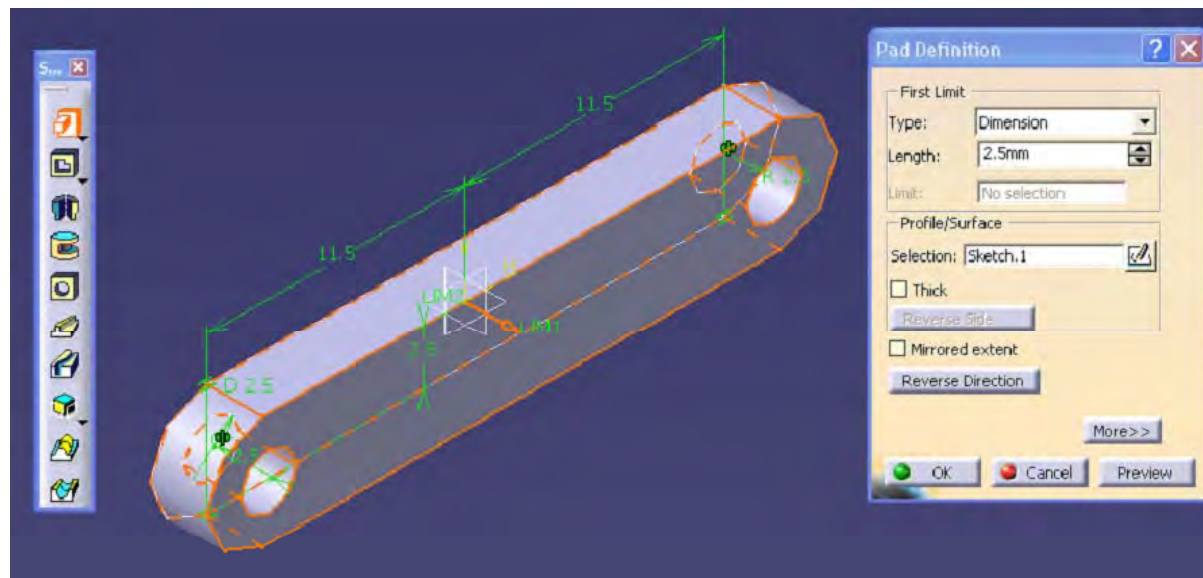 S...
11.5
11.5
R 2.5
LIM2
LIM1
D 2.5
Pad Definition
First Limit
Type: Dimension
Length: 2.5mm
Limit: No selection
Profile/Surface
Selection: Sketch.1
Thick
Reverse Side
Mirrored extent
Reverse Direction
More>>
OK Cancel Preview